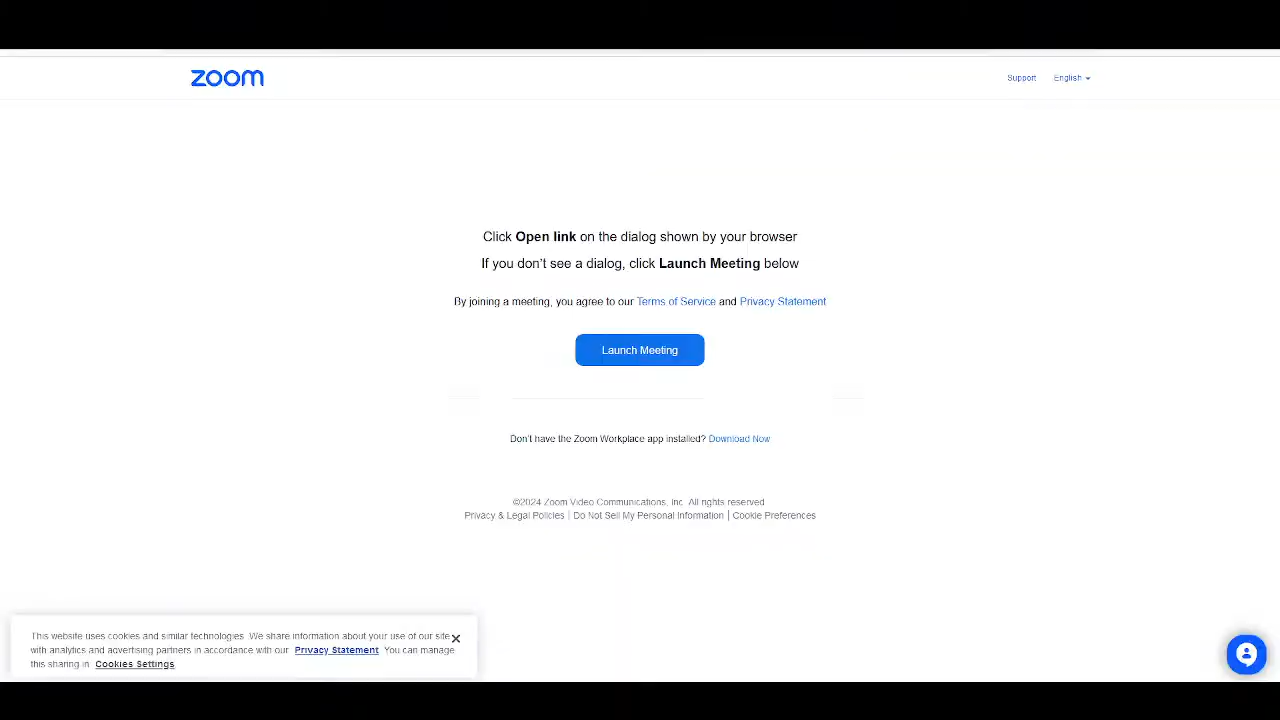 zoom
Support English
Click Open link on the dialog shown by your browser
If you don't see a dialog, click Launch Meeting below
By joining a meeting, you agree to our Terms of Service and Privacy Statement
Launch Meeting
Don't have the Zoom Workplace app installed? Download Now
©2024 Zoom Video Communications, Inc. All rights reserved
Privacy & Legal Policies | Do Not Sell My Personal Information | Cookie Preferences
This website uses cookies and similar technologies. We share information about your use of our site
with analytics and advertising partners in accordance with our Privacy Statement You can manage
this sharing in Cookies Settings